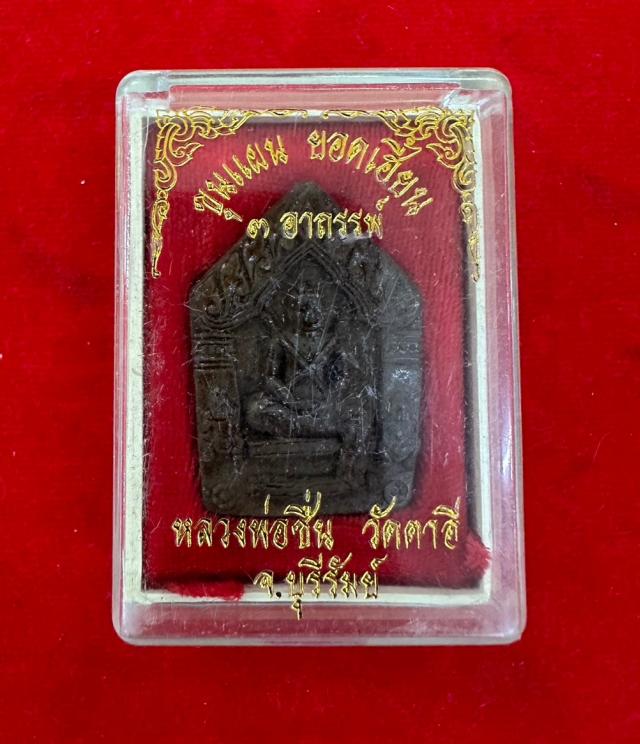 ขุนแผน ยอดเฮี้ยน
๓ อาถรรพ์
หลวงพ่อชื่น วัดตาอี
จ.บุรีรัมย์